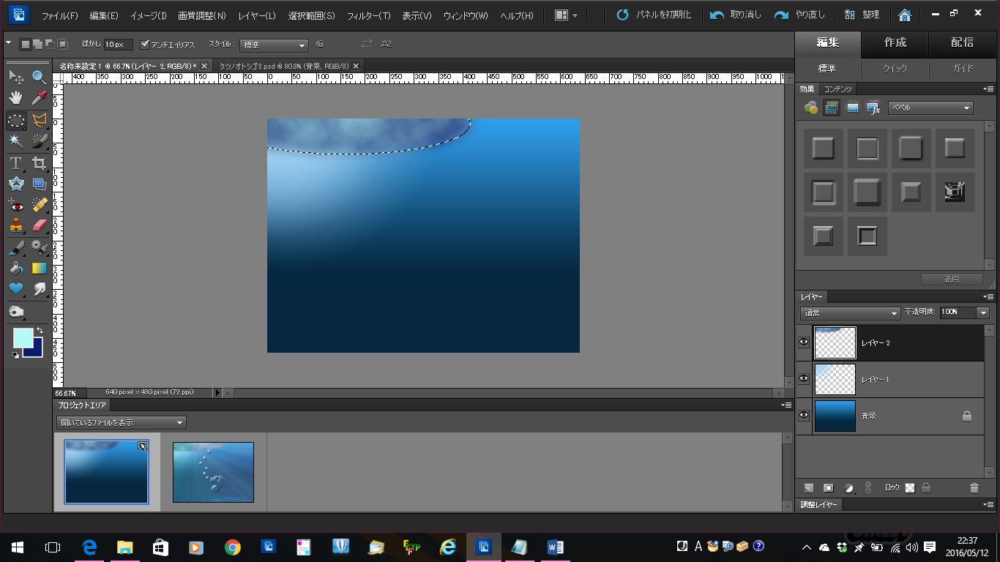 ファイル(F) 編集(E) イメージ(I) 画質調整(N) レイヤー(L) 選択範囲(S) フィルター(T) 表示(V) ウィンドウ(W) ヘルプ(H) パネルを初期化 取り消し やり直し 整理
ぼかし: 10 px アンチエイリアス スタイル: 標準 幅: 高さ:
編集 作成 配信
標準 クイック ガイド
名称未設定 1 @ 66.7% (レイヤー 2, RGB/8) * タツノオトシゴ2.psd @ 80.8% (背景, RGB/8)
400 350 300 250 200 150 100 50 0 50 100 150 200 250 300 350 400 450 500 550 600 650 700 750 800 850 900 950 1000
0 50 100 150 200 250 300 350 400 450 500
効果 コンテンツ
ベベル
適用
レイヤー
通常 不透明度: 100%
レイヤー 2
レイヤー 1
背景
ロック:
調整レイヤー
66.67% 640 pixel x 480 pixel (72 ppi)
プロジェクトエリア
開いているファイルを表示
FTP
A
22:37
2016/05/12